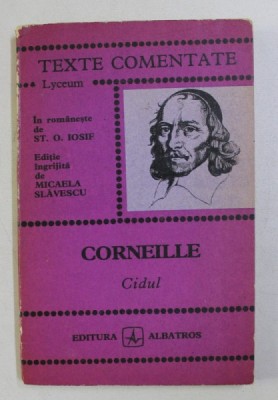 TEXTE COMENTATE
Lyceum
În românește
de
ST. O. IOSIF
Ediție
îngrijită
de
MICAELA
SLĂVESCU
CORNEILLE
Cidul
EDITURA ALBATROS